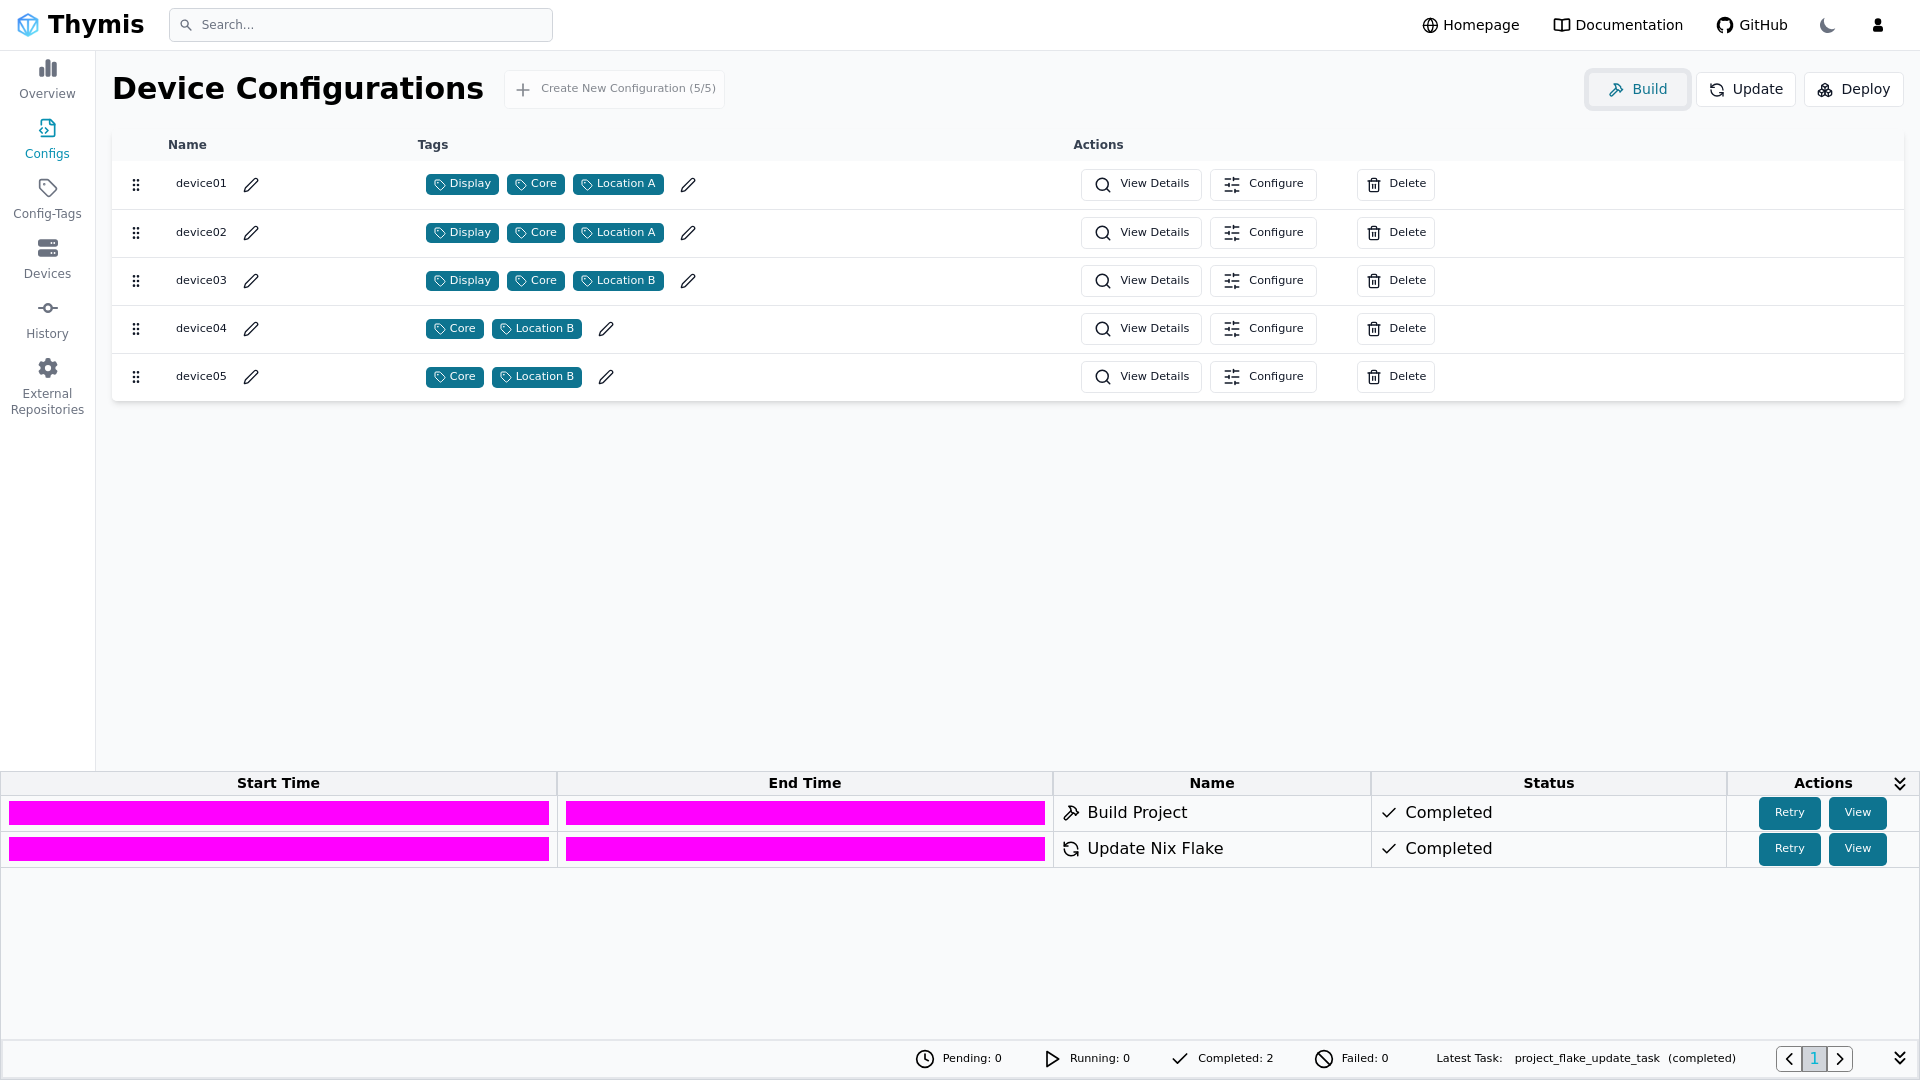 Thymis
Search...
Homepage
Documentation
GitHub
Overview
Configs
Config-Tags
Devices
History
External
Repositories
Device Configurations
Create New Configuration (5/5)
Build
Update
Deploy
Name Tags Actions
device01 Display Core Location A View Details Configure Delete
device02 Display Core Location A View Details Configure Delete
device03 Display Core Location B View Details Configure Delete
device04 Core Location B View Details Configure Delete
device05 Core Location B View Details Configure Delete
Start Time End Time Name Status Actions
Build Project Completed Retry View
Update Nix Flake Completed Retry View
Pending: 0 Running: 0 Completed: 2 Failed: 0 Latest Task: project_flake_update_task (completed) 1